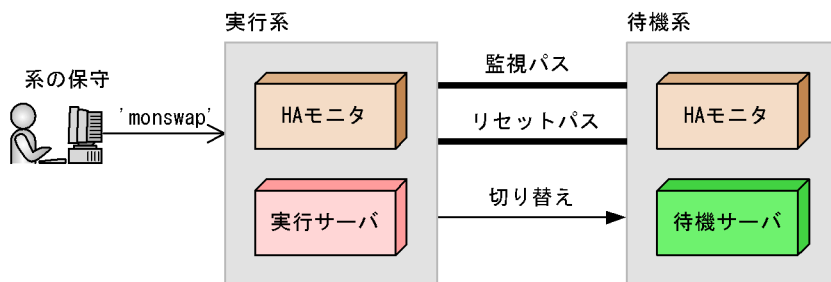 実行系
待機系
系の保守
'monswap'
監視パス
リセットパス
切り替え
HAモニタ
実行サーバ
HAモニタ
待機サーバ